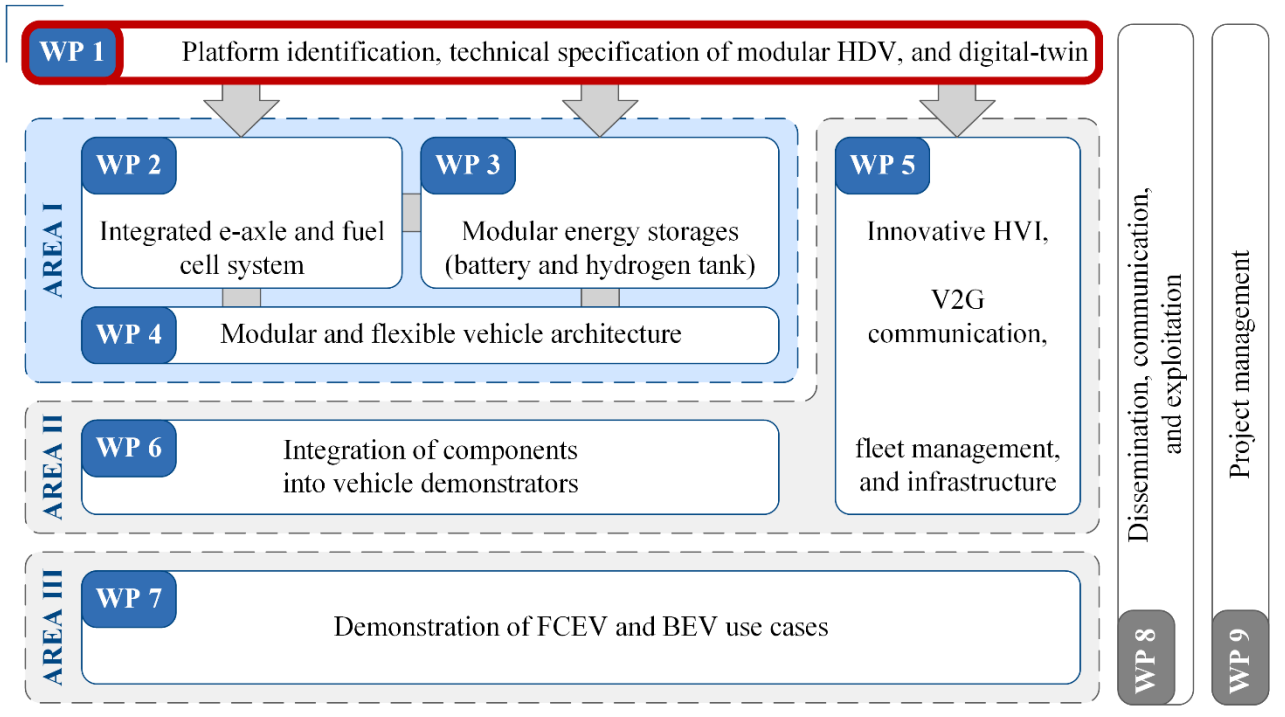 WP 1
Platform identification, technical specification of modular HDV, and digital-twin
AREA I
WP 2
Integrated e-axle and fuel
cell system
WP 3
Modular energy storages
(battery and hydrogen tank)
WP 4
Modular and flexible vehicle architecture
WP 5
Innovative HVI,
V2G
communication,
fleet management,
and infrastructure
AREA II
WP 6
Integration of components
into vehicle demonstrators
AREA III
WP 7
Demonstration of FCEV and BEV use cases
WP 8
Dissemination, communication,
and exploitation
WP 9
Project management